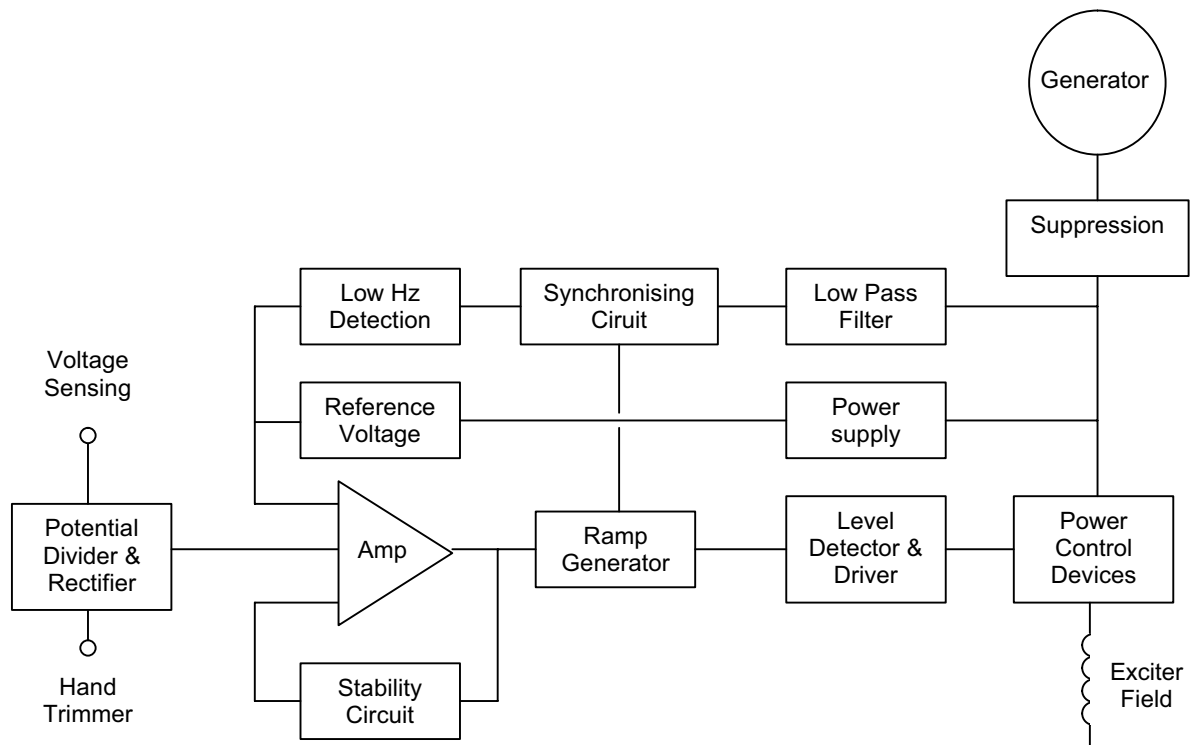 Generator
Suppression
Low Hz
Detection
Synchronising
Ciruit
Low Pass
Filter
Voltage
Sensing
Reference
Voltage
Power
supply
Potential
Divider &
Rectifier
Amp
Ramp
Generator
Level
Detector &
Driver
Power
Control
Devices
Hand
Trimmer
Stability
Circuit
Exciter
Field